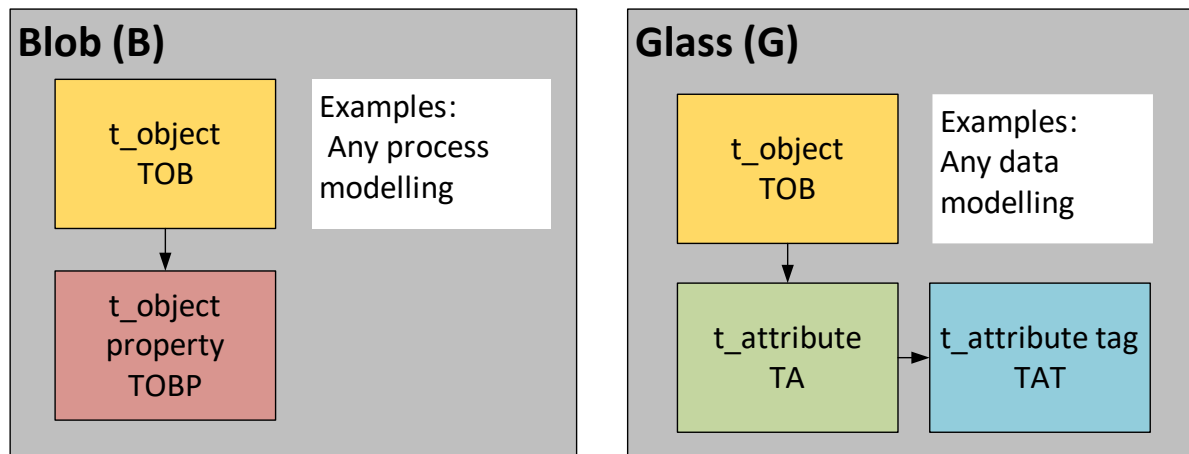 Blob (B)
t_object
TOB
Examples:
Any process
modelling
t_object
property
TOBP
Glass (G)
t_object
TOB
Examples:
Any data
modelling
t_attribute
TA
t_attribute tag
TAT